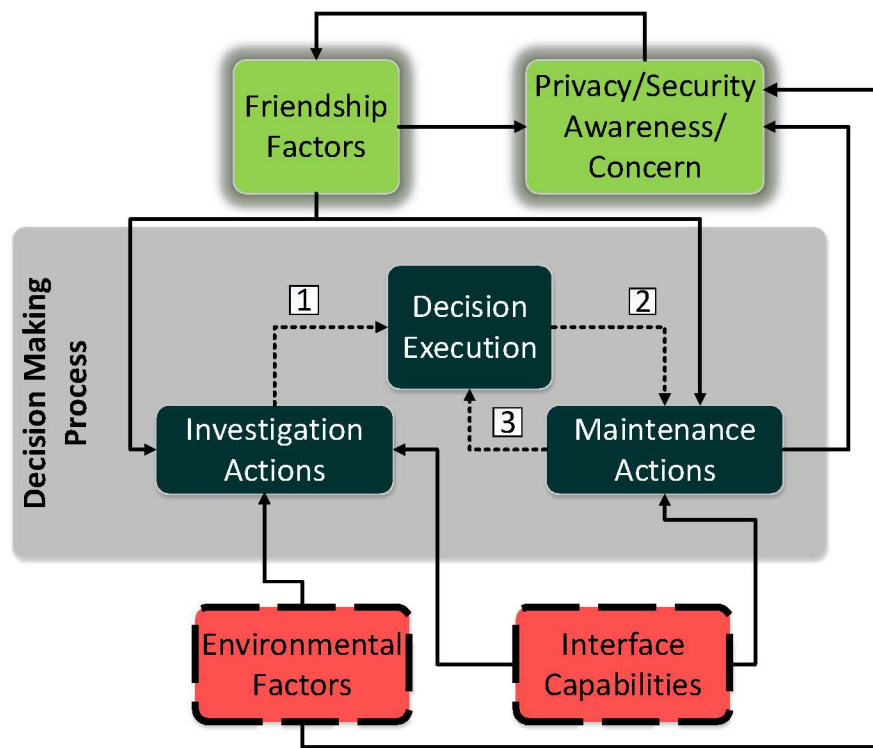 Friendship
Factors
Privacy/Security
Awareness/
Concern
Decision Making
Process
1
Decision
Execution
2
3
Investigation
Actions
Maintenance
Actions
Environmental
Factors
Interface
Capabilities